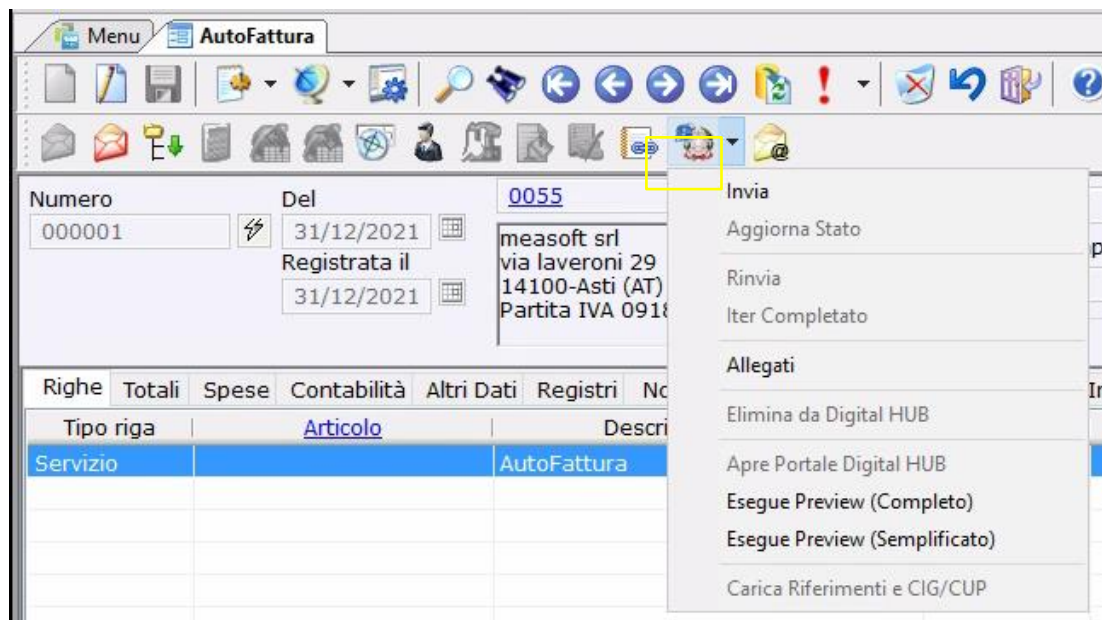 Menu AutoFattura
Numero Del 0055
000001 31/12/2021
Registrata il
31/12/2021
measoft srl
via laveroni 29
14100-Asti (AT)
Partita IVA
Invia
Aggiorna Stato
Rinvia
Iter Completato
Allegati
Elimina da Digital HUB
Apre Portale Digital HUB
Esegue Preview (Completo)
Esegue Preview (Semplificato)
Carica Riferimenti e CIG/CUP
Righe Totali Spese Contabilità Altri Dati Registri
Tipo riga Articolo Descri
Servizio AutoFattura